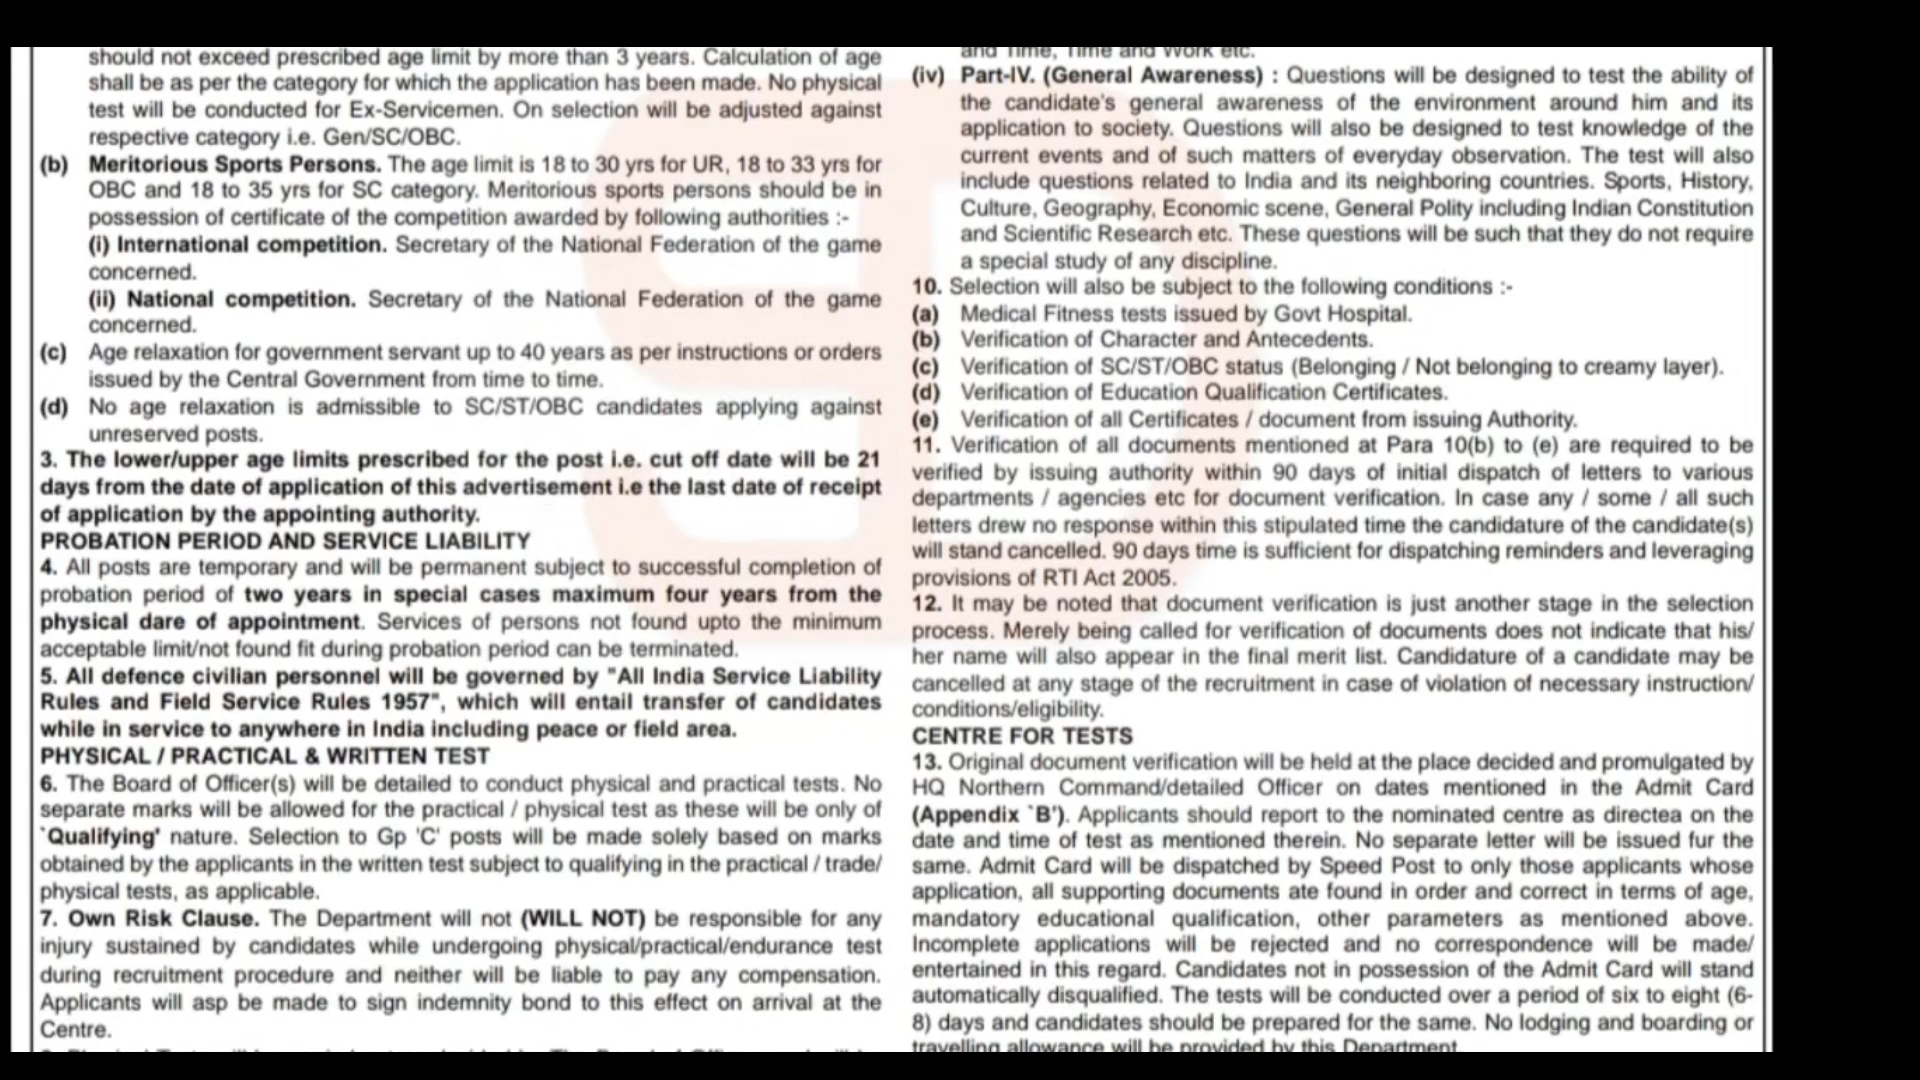 should not exceed prescribed age limit by more than 3 years. Calculation of age
shall be as per the category for which the application has been made. No physical
test will be conducted for Ex-Servicemen. On selection will be adjusted against
respective category i.e. Gen/SC/OBC.
(b) Meritorious Sports Persons. The age limit is 18 to 30 yrs for UR, 18 to 33 yrs for
OBC and 18 to 35 yrs for SC category. Meritorious sports persons should be in
possession of certificate of the competition awarded by following authorities :-
(i) International competition. Secretary of the National Federation of the game
concerned.
(ii) National competition. Secretary of the National Federation of the game
concerned.
(c) Age relaxation for government servant up to 40 years as per instructions or orders
issued by the Central Government from time to time.
(d) No age relaxation is admissible to SC/ST/OBC candidates applying against
unreserved posts.
3. The lower/upper age limits prescribed for the post i.e. cut off date will be 21
days from the date of application of this advertisement i.e the last date of receipt
of application by the appointing authority.
PROBATION PERIOD AND SERVICE LIABILITY
4. All posts are temporary and will be permanent subject to successful completion of
probation period of two years in special cases maximum four years from the
physical dare of appointment. Services of persons not found upto the minimum
acceptable limit/not found fit during probation period can be terminated.
5. All defence civilian personnel will be governed by "All India Service Liability
Rules and Field Service Rules 1957", which will entail transfer of candidates
while in service to anywhere in India including peace or field area.
PHYSICAL / PRACTICAL & WRITTEN TEST
6. The Board of Officer(s) will be detailed to conduct physical and practical tests. No
separate marks will be allowed for the practical / physical test as these will be only of
`Qualifying' nature. Selection to Gp 'C' posts will be made solely based on marks
obtained by the applicants in the written test subject to qualifying in the practical / trade/
physical tests, as applicable.
7. Own Risk Clause. The Department will not (WILL NOT) be responsible for any
injury sustained by candidates while undergoing physical/practical/endurance test
during recruitment procedure and neither will be liable to pay any compensation.
Applicants will asp be made to sign indemnity bond to this effect on arrival at the
Centre.
and Time, Time and Work etc.
(iv) Part-IV. (General Awareness) : Questions will be designed to test the ability of
the candidate's general awareness of the environment around him and its
application to society. Questions will also be designed to test knowledge of the
current events and of such matters of everyday observation. The test will also
include questions related to India and its neighboring countries. Sports, History,
Culture, Geography, Economic scene, General Polity including Indian Constitution
and Scientific Research etc. These questions will be such that they do not require
a special study of any discipline.
10. Selection will also be subject to the following conditions :-
(a) Medical Fitness tests issued by Govt Hospital.
(b) Verification of Character and Antecedents.
(c) Verification of SC/ST/OBC status (Belonging / Not belonging to creamy layer).
(d) Verification of Education Qualification Certificates.
(e) Verification of all Certificates / document from issuing Authority.
11. Verification of all documents mentioned at Para 10(b) to (e) are required to be
verified by issuing authority within 90 days of initial dispatch of letters to various
departments / agencies etc for document verification. In case any / some / all such
letters drew no response within this stipulated time the candidature of the candidate(s)
will stand cancelled. 90 days time is sufficient for dispatching reminders and leveraging
provisions of RTI Act 2005.
12. It may be noted that document verification is just another stage in the selection
process. Merely being called for verification of documents does not indicate that his/
her name will also appear in the final merit list. Candidature of a candidate may be
cancelled at any stage of the recruitment in case of violation of necessary instruction/
conditions/eligibility.
CENTRE FOR TESTS
13. Original document verification will be held at the place decided and promulgated by
HQ Northern Command/detailed Officer on dates mentioned in the Admit Card
(Appendix `B'). Applicants should report to the nominated centre as directea on the
date and time of test as mentioned therein. No separate letter will be issued fur the
same. Admit Card will be dispatched by Speed Post to only those applicants whose
application, all supporting documents ate found in order and correct in terms of age,
mandatory educational qualification, other parameters as mentioned above.
Incomplete applications will be rejected and no correspondence will be made/
entertained in this regard. Candidates not in possession of the Admit Card will stand
automatically disqualified. The tests will be conducted over a period of six to eight (6-
8) days and candidates should be prepared for the same. No lodging and boarding or
travelling allowance will be provided by this Department.